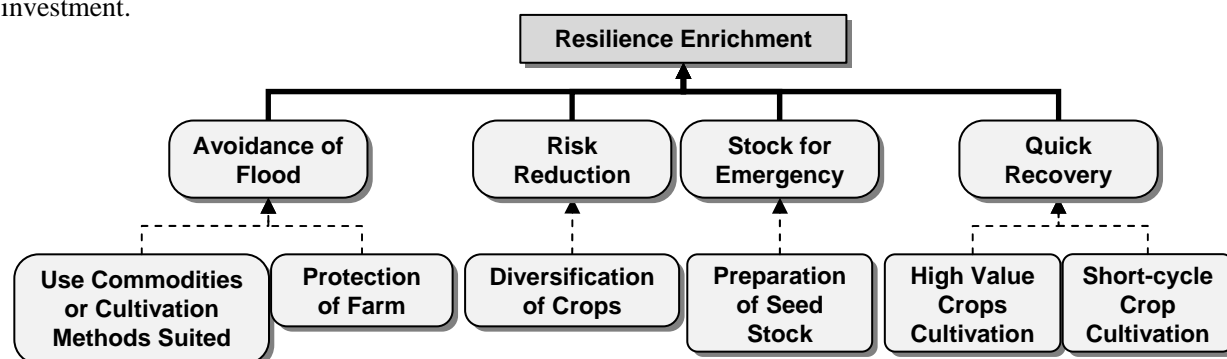 investment.
Resilience Enrichment
Avoidance of
Flood
Risk
Reduction
Stock for
Emergency
Quick
Recovery
Use Commodities
or Cultivation
Methods Suited
Protection
of Farm
Diversification
of Crops
Preparation
of Seed
Stock
High Value
Crops
Cultivation
Short-cycle
Crop
Cultivation